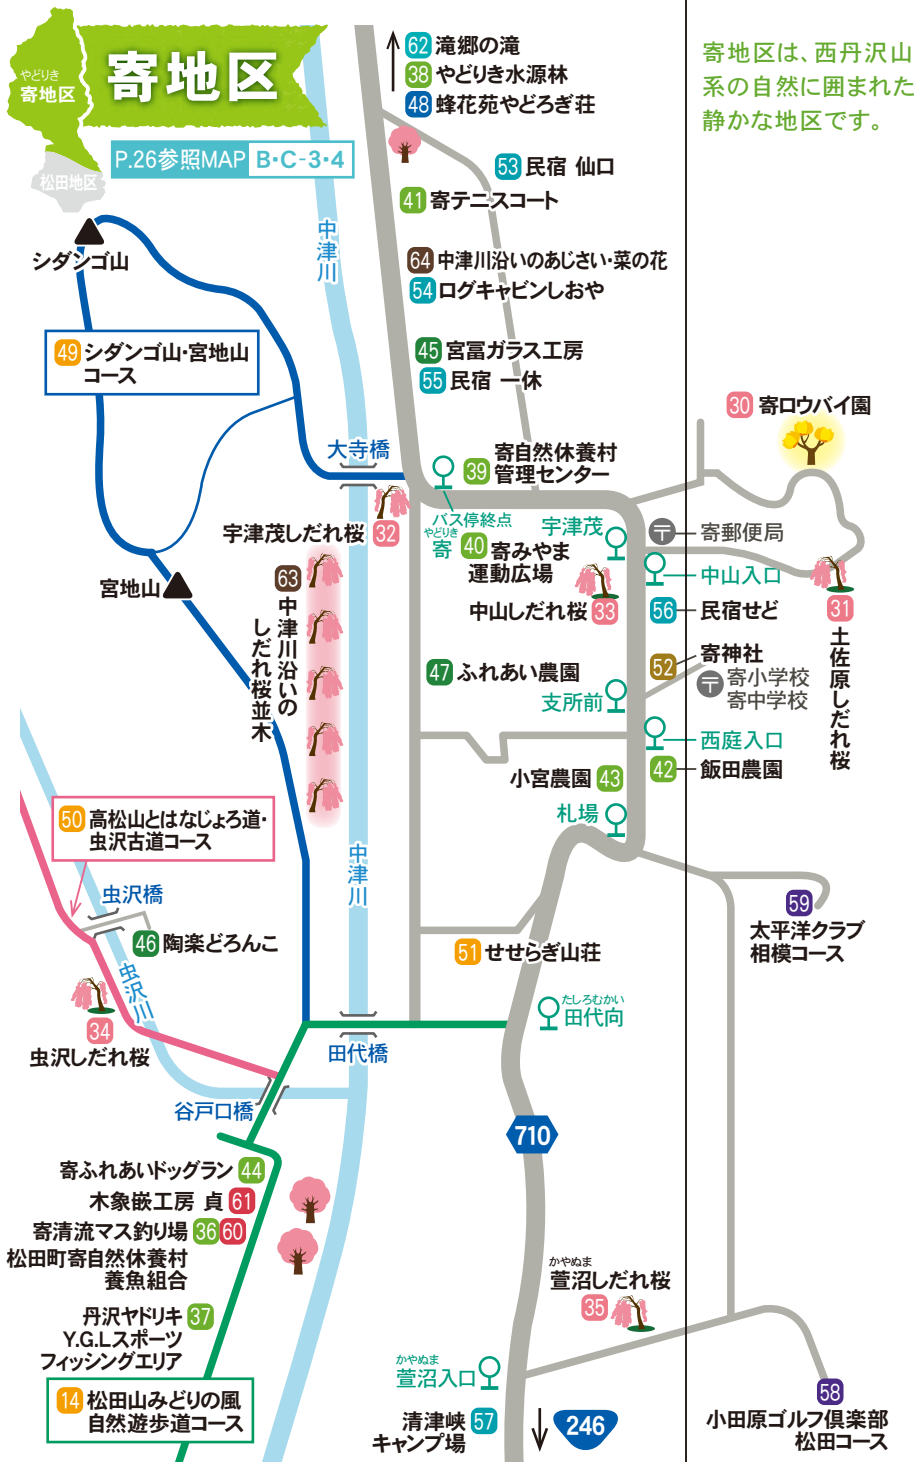 やどりき
寄地区
松田地区
寄地区
P.26参照MAP B・C-3・4
寄地区は、西丹沢山
系の自然に囲まれた
静かな地区です。
62 滝郷の滝
38 やどりき水源林
48 蜂花苑やどろぎ荘
53 民宿 仙口
41 寄テニスコート
中津川
シダンゴ山
64 中津川沿いのあじさい・菜の花
54 ログキャビンしおや
49 シダンゴ山・宮地山
コース
45 宮冨ガラス工房
55 民宿 一休
30 寄ロウバイ園
大寺橋
39 寄自然休養村
管理センター
バス停終点
やどりき
寄
宇津茂しだれ桜 32
宇津茂
寄郵便局
40 寄みやま
運動広場
中山入口
宮地山
63 中津川沿いの
しだれ桜並木
中山しだれ桜 33
56 民宿せど
31 土佐原しだれ桜
52 寄神社
寄小学校
寄中学校
47 ふれあい農園
支所前
西庭入口
小宮農園 43
42 飯田農園
札場
50 高松山とはなじょろ道・
虫沢古道コース
中津川
虫沢橋
59
太平洋クラブ
相模コース
46 陶楽どろんこ
51 せせらぎ山荘
虫沢川
たしろむかい
田代向
34
虫沢しだれ桜
田代橋
谷戸口橋
710
寄ふれあいドッグラン 44
木象嵌工房 貞 61
寄清流マス釣り場 36 60
松田町寄自然休養村
養魚組合
かやぬま
萱沼しだれ桜
35
丹沢ヤドリキ 37
Y.G.Lスポーツ
フィッシングエリア
かやぬま
萱沼入口
14 松田山みどりの風
自然遊歩道コース
58
小田原ゴルフ倶楽部
松田コース
清津峡 57
キャンプ場
246